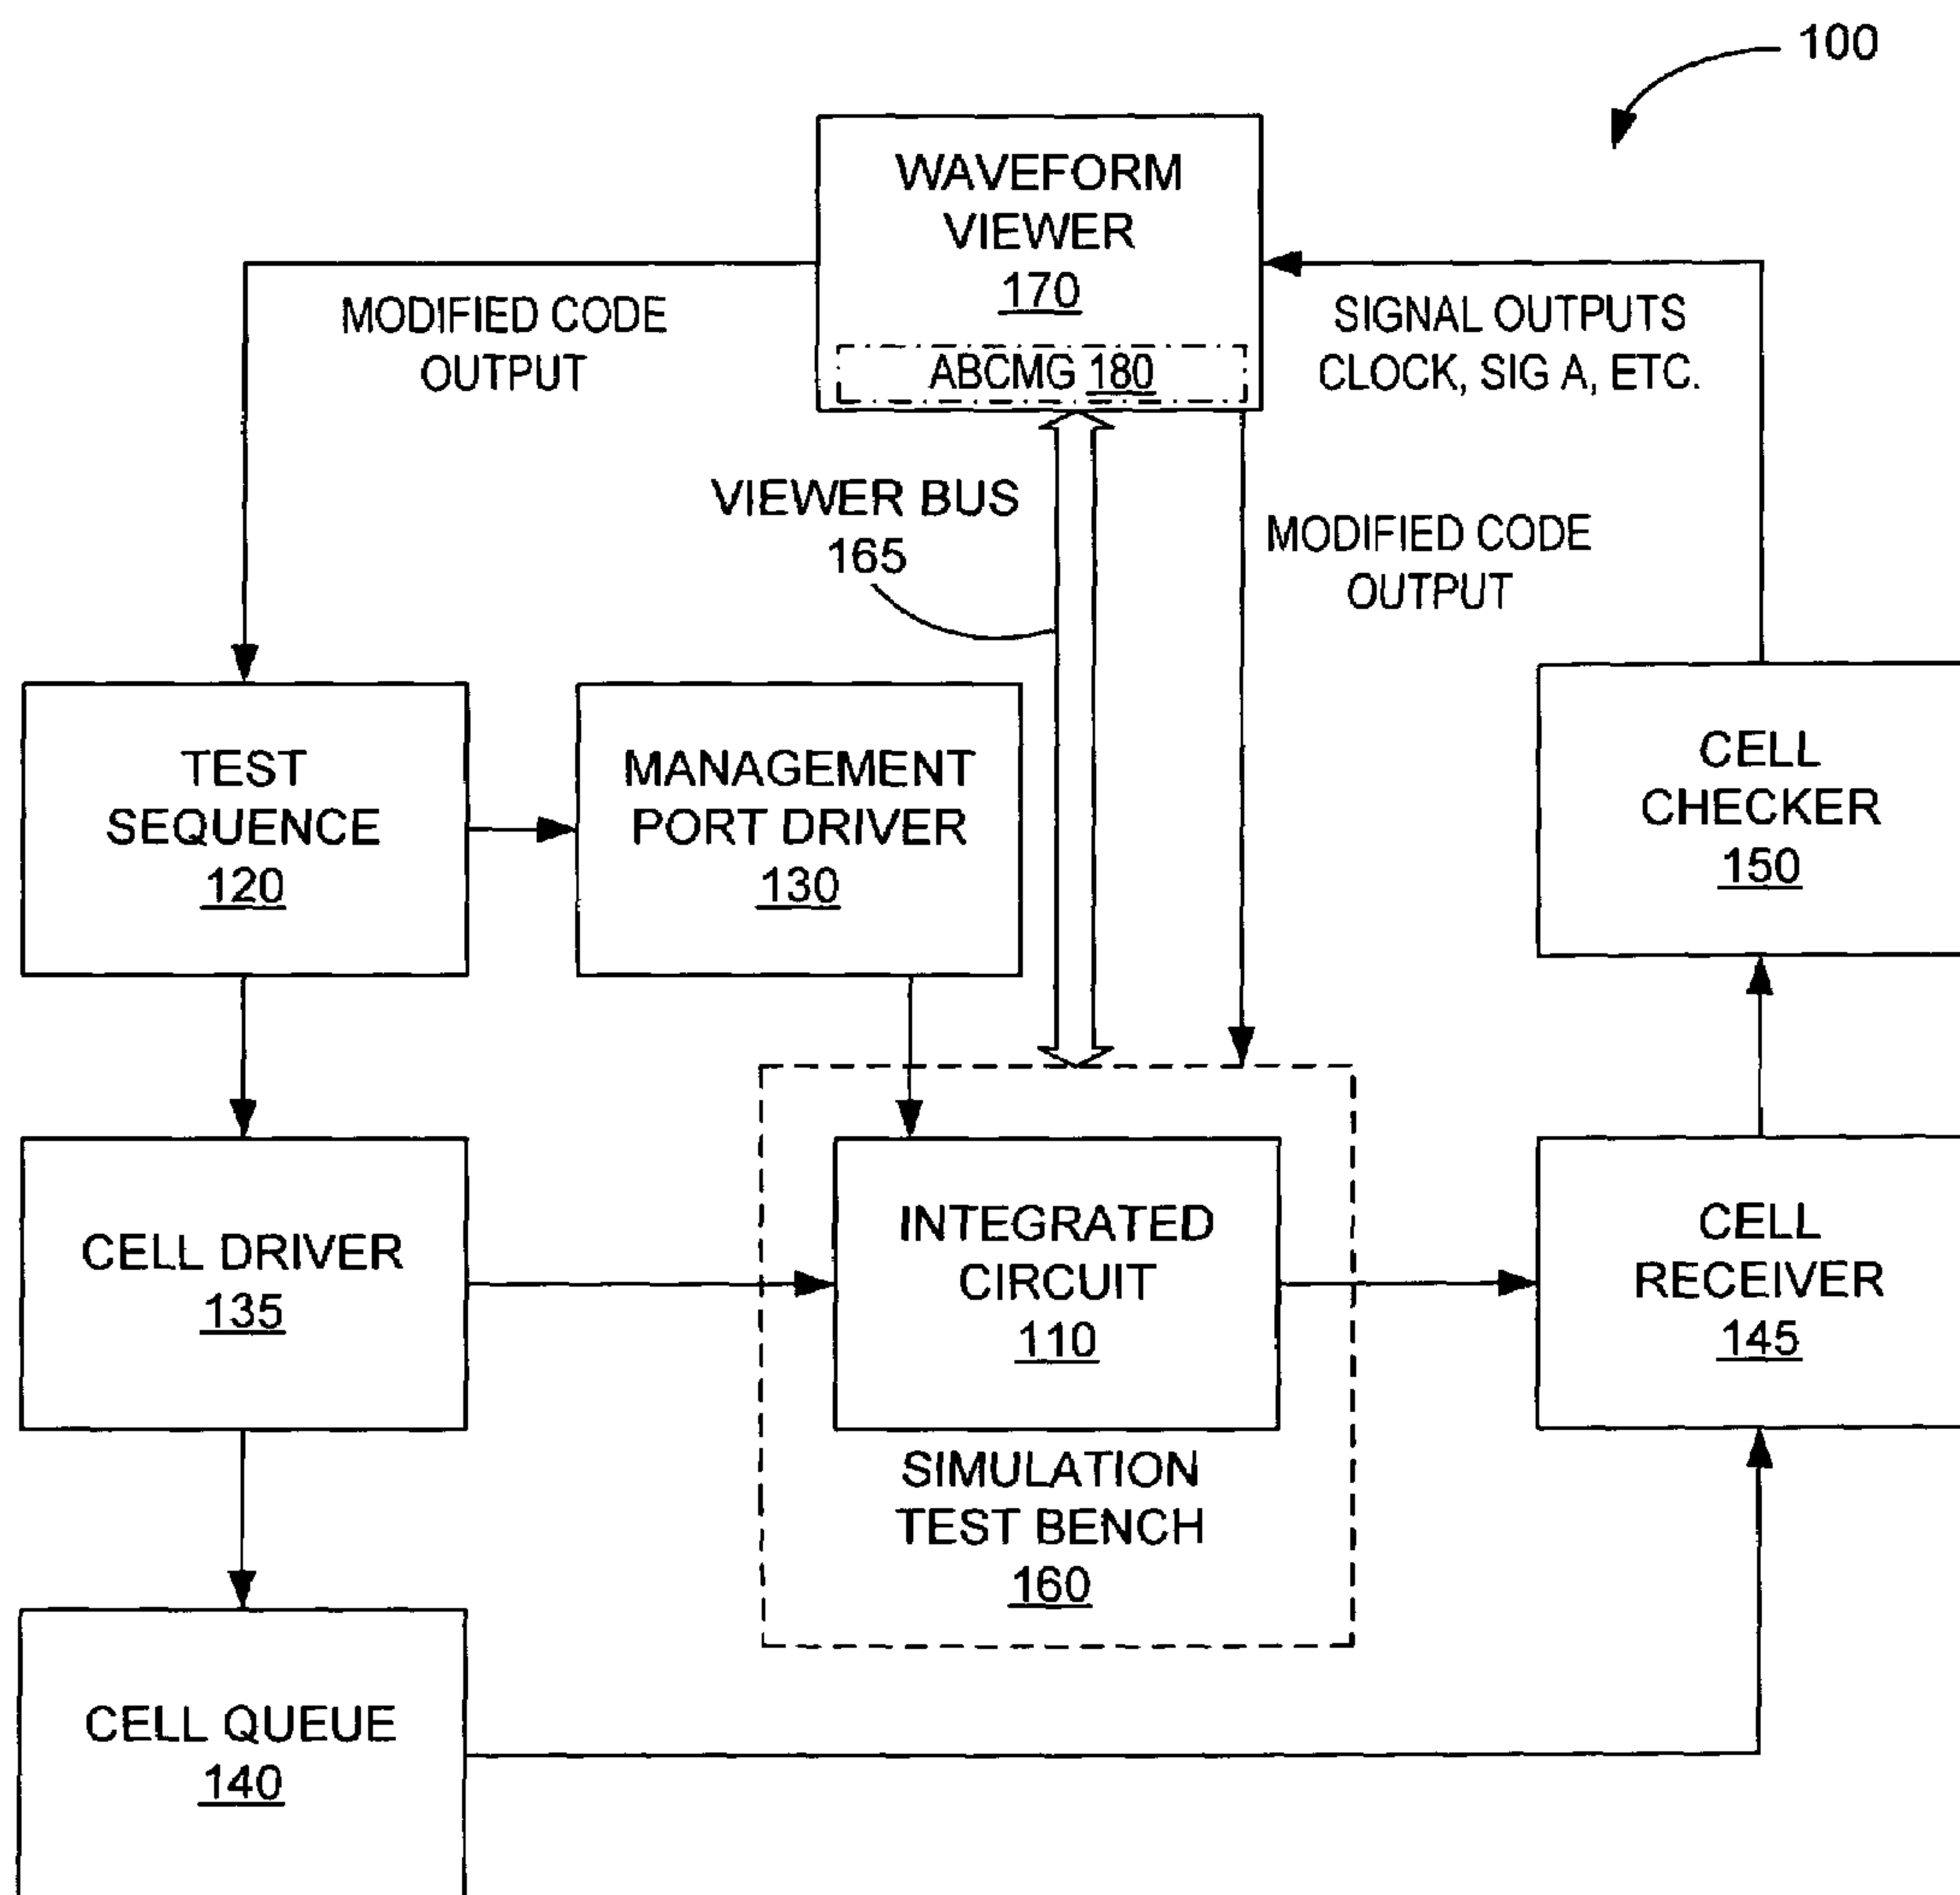 100
WAVEFORM
VIEWER
170
ABCMG 180
MODIFIED CODE
OUTPUT
SIGNAL OUTPUTS
CLOCK, SIG A, ETC.
VIEWER BUS
165
MODIFIED CODE
OUTPUT
TEST
SEQUENCE
120
MANAGEMENT
PORT DRIVER
130
CELL
CHECKER
150
CELL DRIVER
135
INTEGRATED
CIRCUIT
110
CELL
RECEIVER
145
SIMULATION
TEST BENCH
160
CELL QUEUE
140